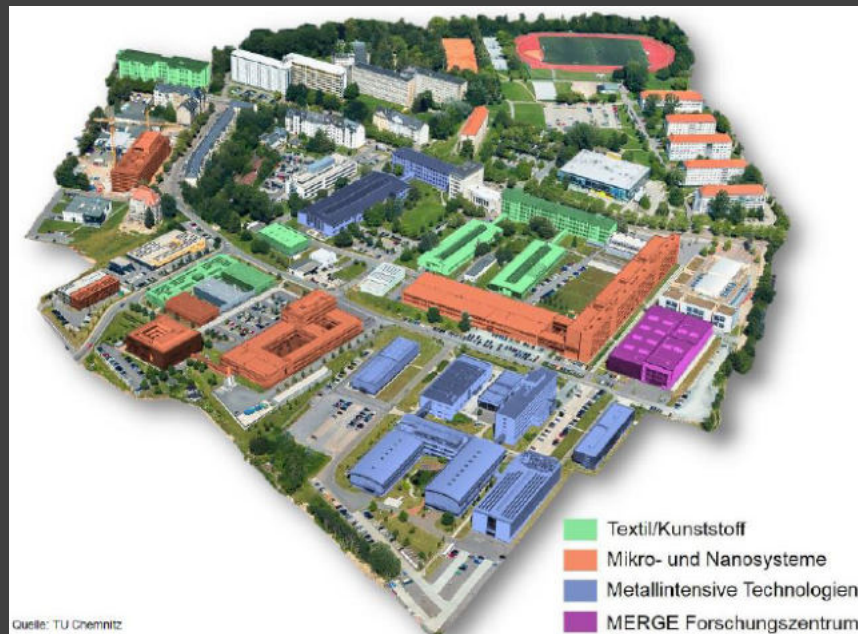 Textil/Kunststoff
Mikro- und Nanosysteme
Metallintensive Technologien
MERGE Forschungszentrum
Quelle: TU Chemnitz